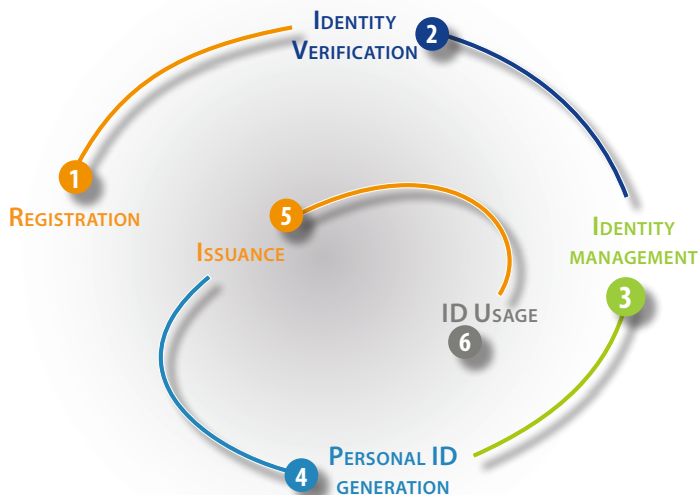 1
Registration
Identity
Verification
2
Identity
management
3
4
Personal ID
generation
5
Issuance
ID Usage
6